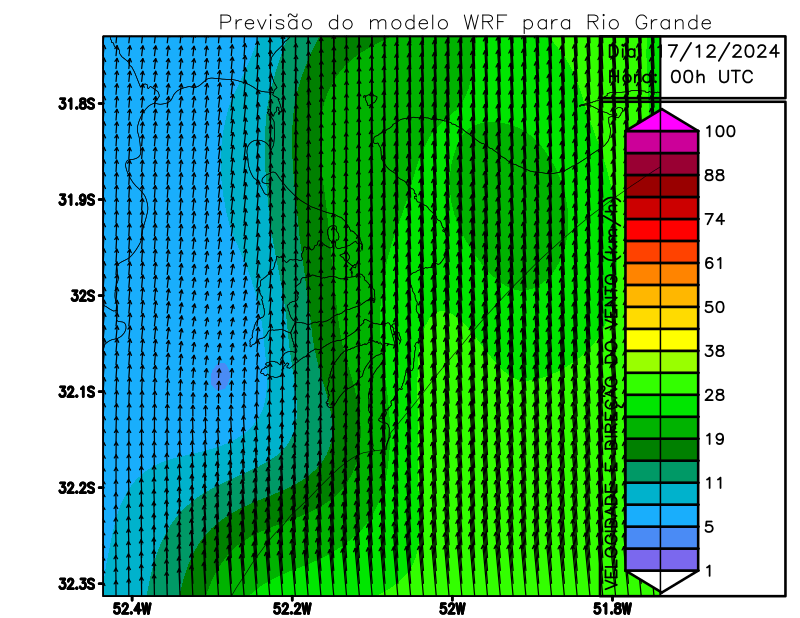 Previsão do modelo WRF para Rio Grande
Dia: 17/12/2024
Hora: 00h UTC
31.8S
31.9S
32S
32.1S
32.2S
32.3S
52.4W
52.2W
52W
51.8W
VELOCIDADE E DIREÇÃO DO VENTO (km/h)
100
88
74
61
50
38
28
19
11
5
1